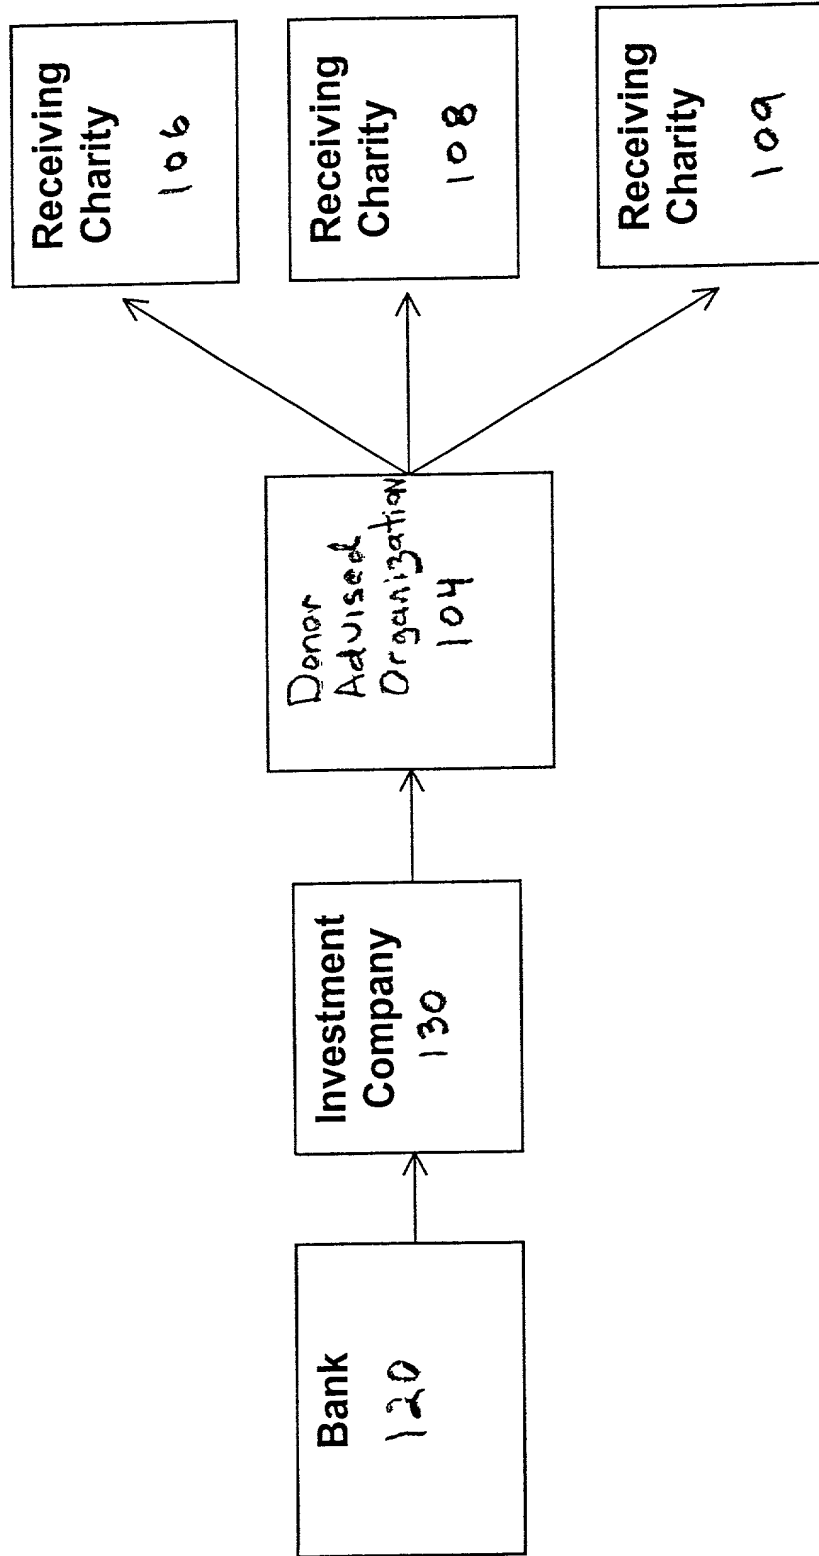 Bank
120
Investment
Company
130
Donor
Advised
Organization
104
Receiving
Charity
106
Receiving
Charity
108
Receiving
Charity
109